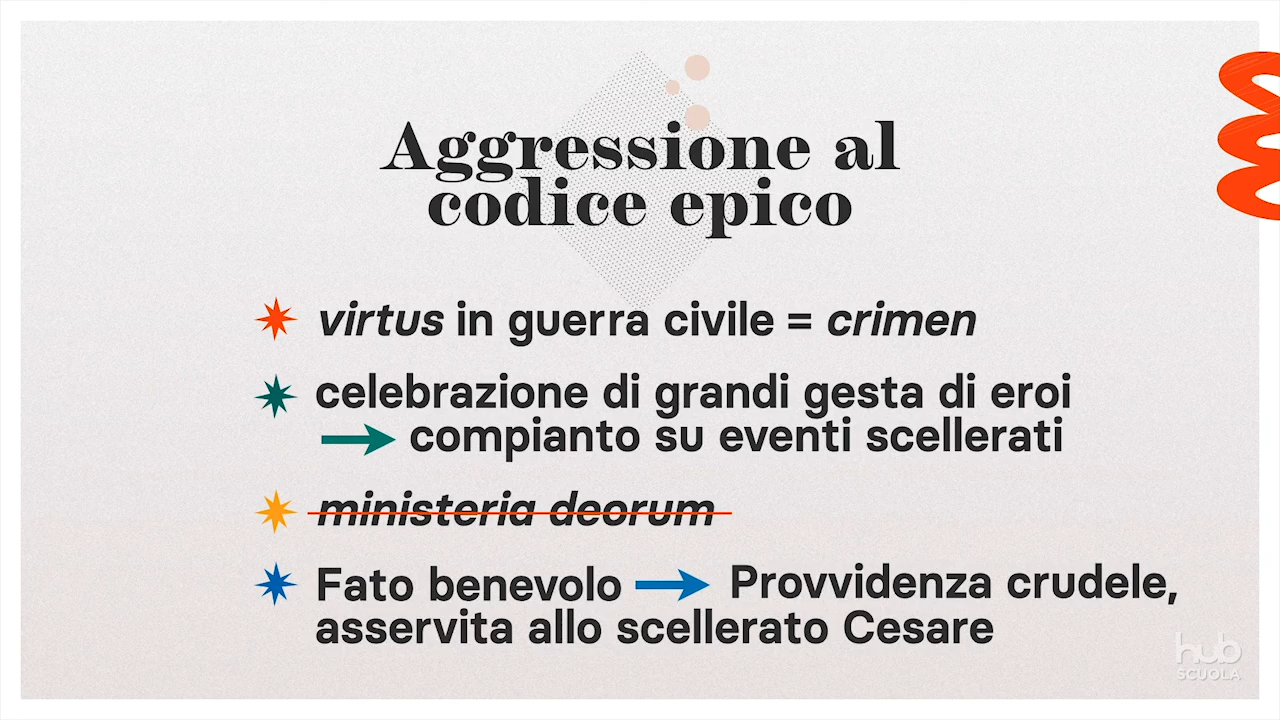 Aggressione al
codice epico
virtus in guerra civile = crimen
celebrazione di grandi gesta di eroi
→ compianto su eventi scellerati
ministeria deorum
Fato benevolo → Provvidenza crudele,
asservita allo scellerato Cesare
hub
SCUOLA